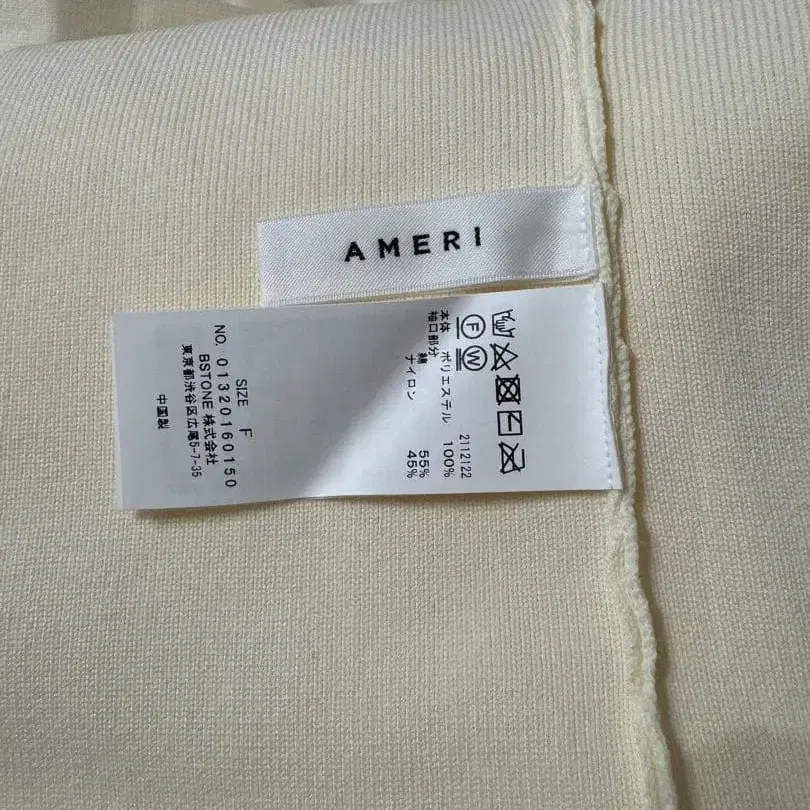 AMERI
Ⓕ Ⓦ
2112122
本体 ポリエステル 100%
袖口部分 綿 55%
ナイロン 45%
SIZE F
NO. 01320160150
BSTONE 株式会社
東京都渋谷区広尾5-7-35
中国製